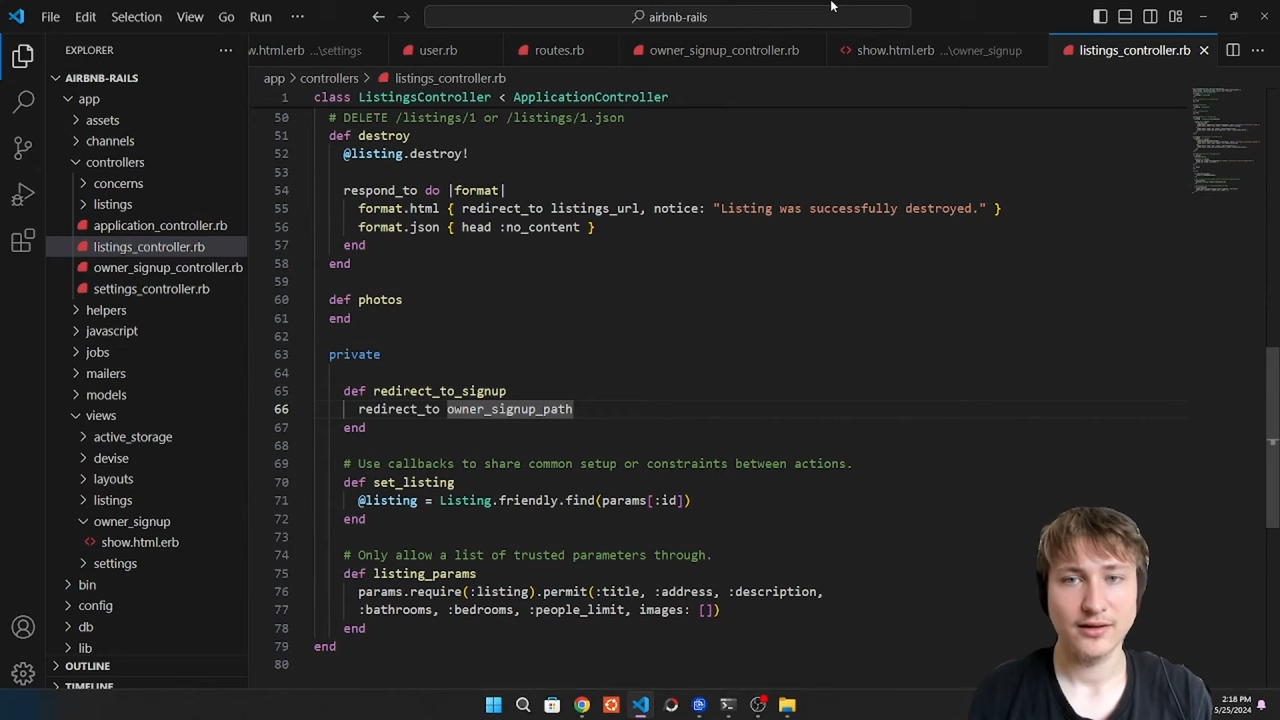 File Edit Selection View Go Run ··· airbnb-rails
EXPLORER
w.html.erb ...\settings user.rb routes.rb owner_signup_controller.rb show.html.erb ...\owner_signup listings_controller.rb
AIRBNB-RAILS
app
assets
channels
controllers
concerns
listings
application_controller.rb
listings_controller.rb
owner_signup_controller.rb
settings_controller.rb
helpers
javascript
jobs
mailers
models
views
active_storage
devise
layouts
listings
owner_signup
show.html.erb
settings
bin
config
db
lib
OUTLINE
TIMELINE
app > controllers > listings_controller.rb
1 class ListingsController < ApplicationController
50 # DELETE /listings/1 or /listings/1.json
51 def destroy
52 @listing.destroy!
53
54 respond_to do |format|
55 format.html { redirect_to listings_url, notice: "Listing was successfully destroyed." }
56 format.json { head :no_content }
57 end
58 end
59
60 def photos
61 end
62
63 private
64
65 def redirect_to_signup
66 redirect_to owner_signup_path
67 end
68
69 # Use callbacks to share common setup or constraints between actions.
70 def set_listing
71 @listing = Listing.friendly.find(params[:id])
72 end
73
74 # Only allow a list of trusted parameters through.
75 def listing_params
76 params.require(:listing).permit(:title, :address, :description,
77 :bathrooms, :bedrooms, :people_limit, images: [])
78 end
79 end
80
2:18 PM
5/25/2024